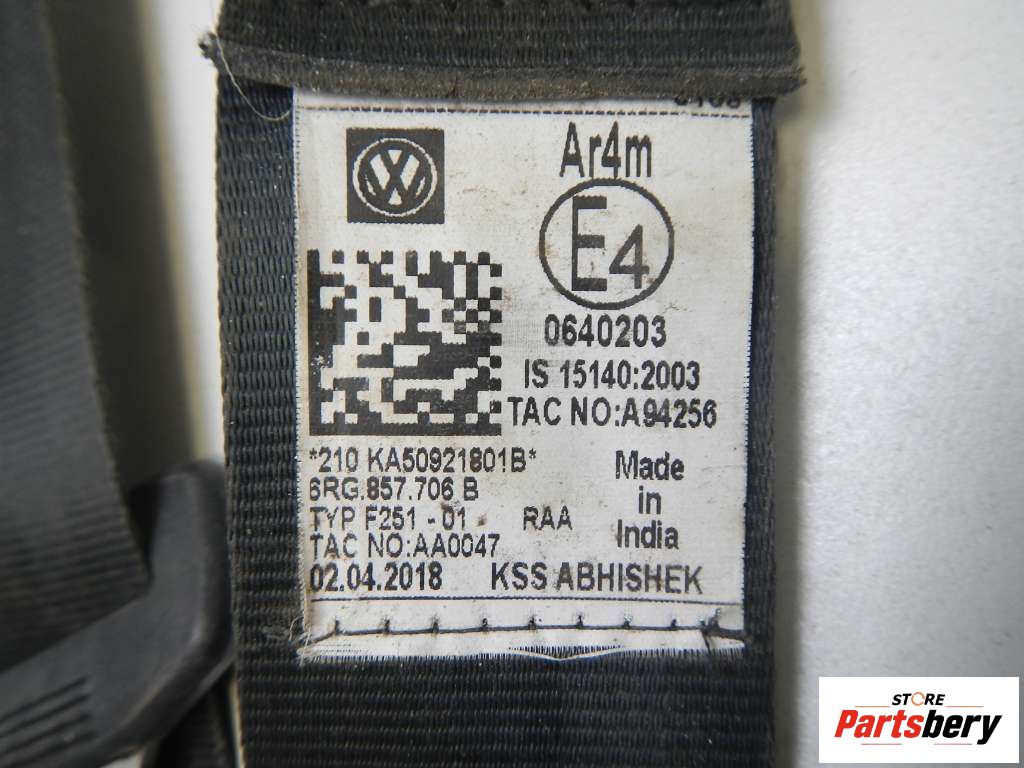 Ar4m
E4
0640203
IS 15140:2003
TAC NO:A94256
*210 KA50921801B*
6RG.857.706 B
TYP F251 - 01 RAA
TAC NO:AA0047
Made
in
India
02.04.2018 KSS ABHISHEK
STORE
Partsbery